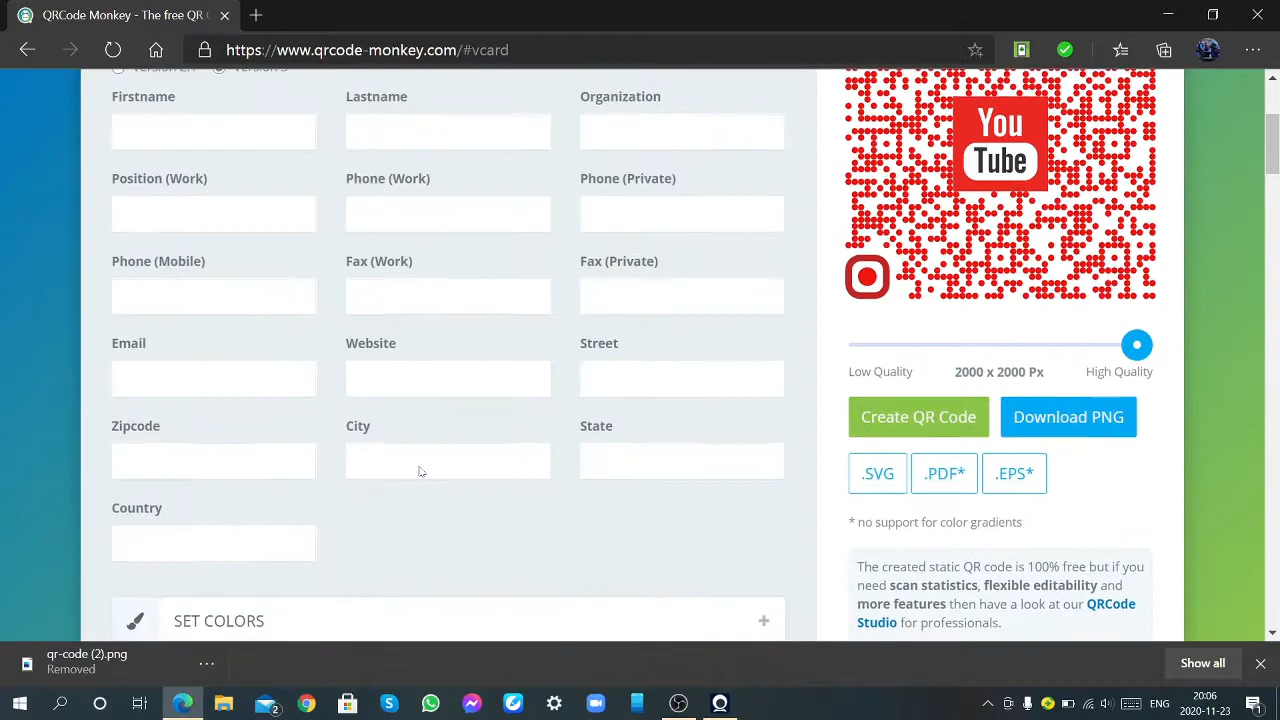 QRCode Monkey - The free QR Co
https://www.qrcode-monkey.com/#vcard
Firstname
Lastname
Organization
You
Tube
Position (Work)
Phone (Work)
Phone (Private)
Phone (Mobile)
Fax (Work)
Fax (Private)
Email
Website
Street
Low Quality
2000 x 2000 Px
High Quality
Create QR Code
Download PNG
Zipcode
City
State
.SVG
.PDF*
.EPS*
Country
* no support for color gradients
The created static QR code is 100% free but if you
need scan statistics, flexible editability and
more features then have a look at our QRCode
Studio for professionals.
SET COLORS
qr-code (2).png
Removed
Show all
2
ENG
20:06
2020-11-23